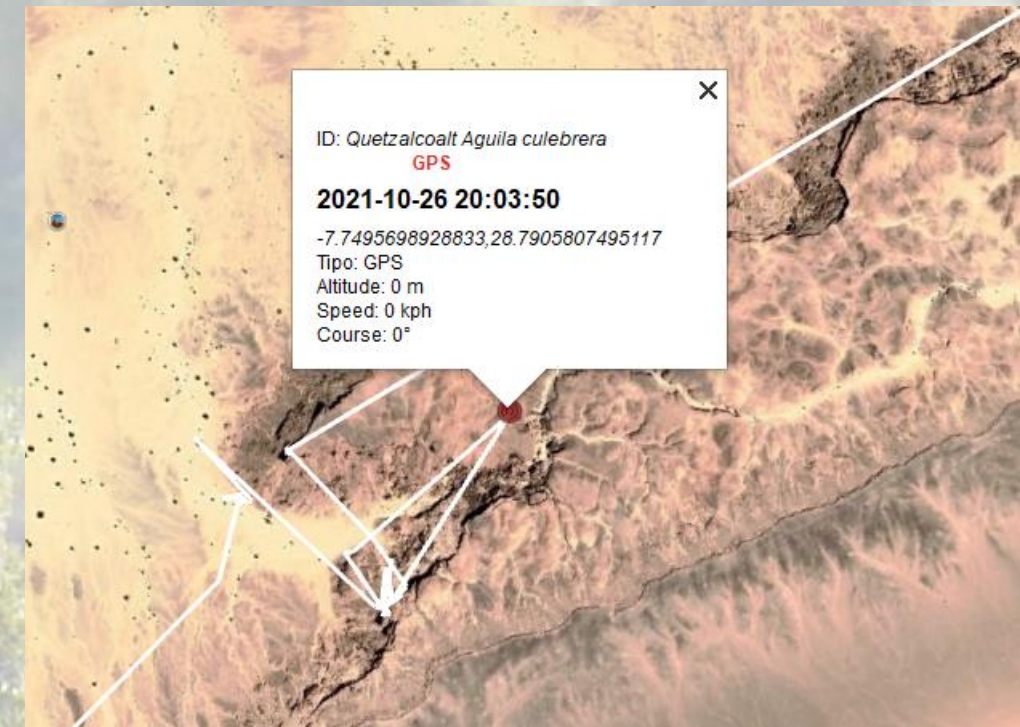 ID: Quetzalcoalt Aguila culebrera
GPS
2021-10-26 20:03:50
-7.7495698928833,28.7905807495117
Tipo: GPS
Altitude: 0 m
Speed: 0 kph
Course: 0°